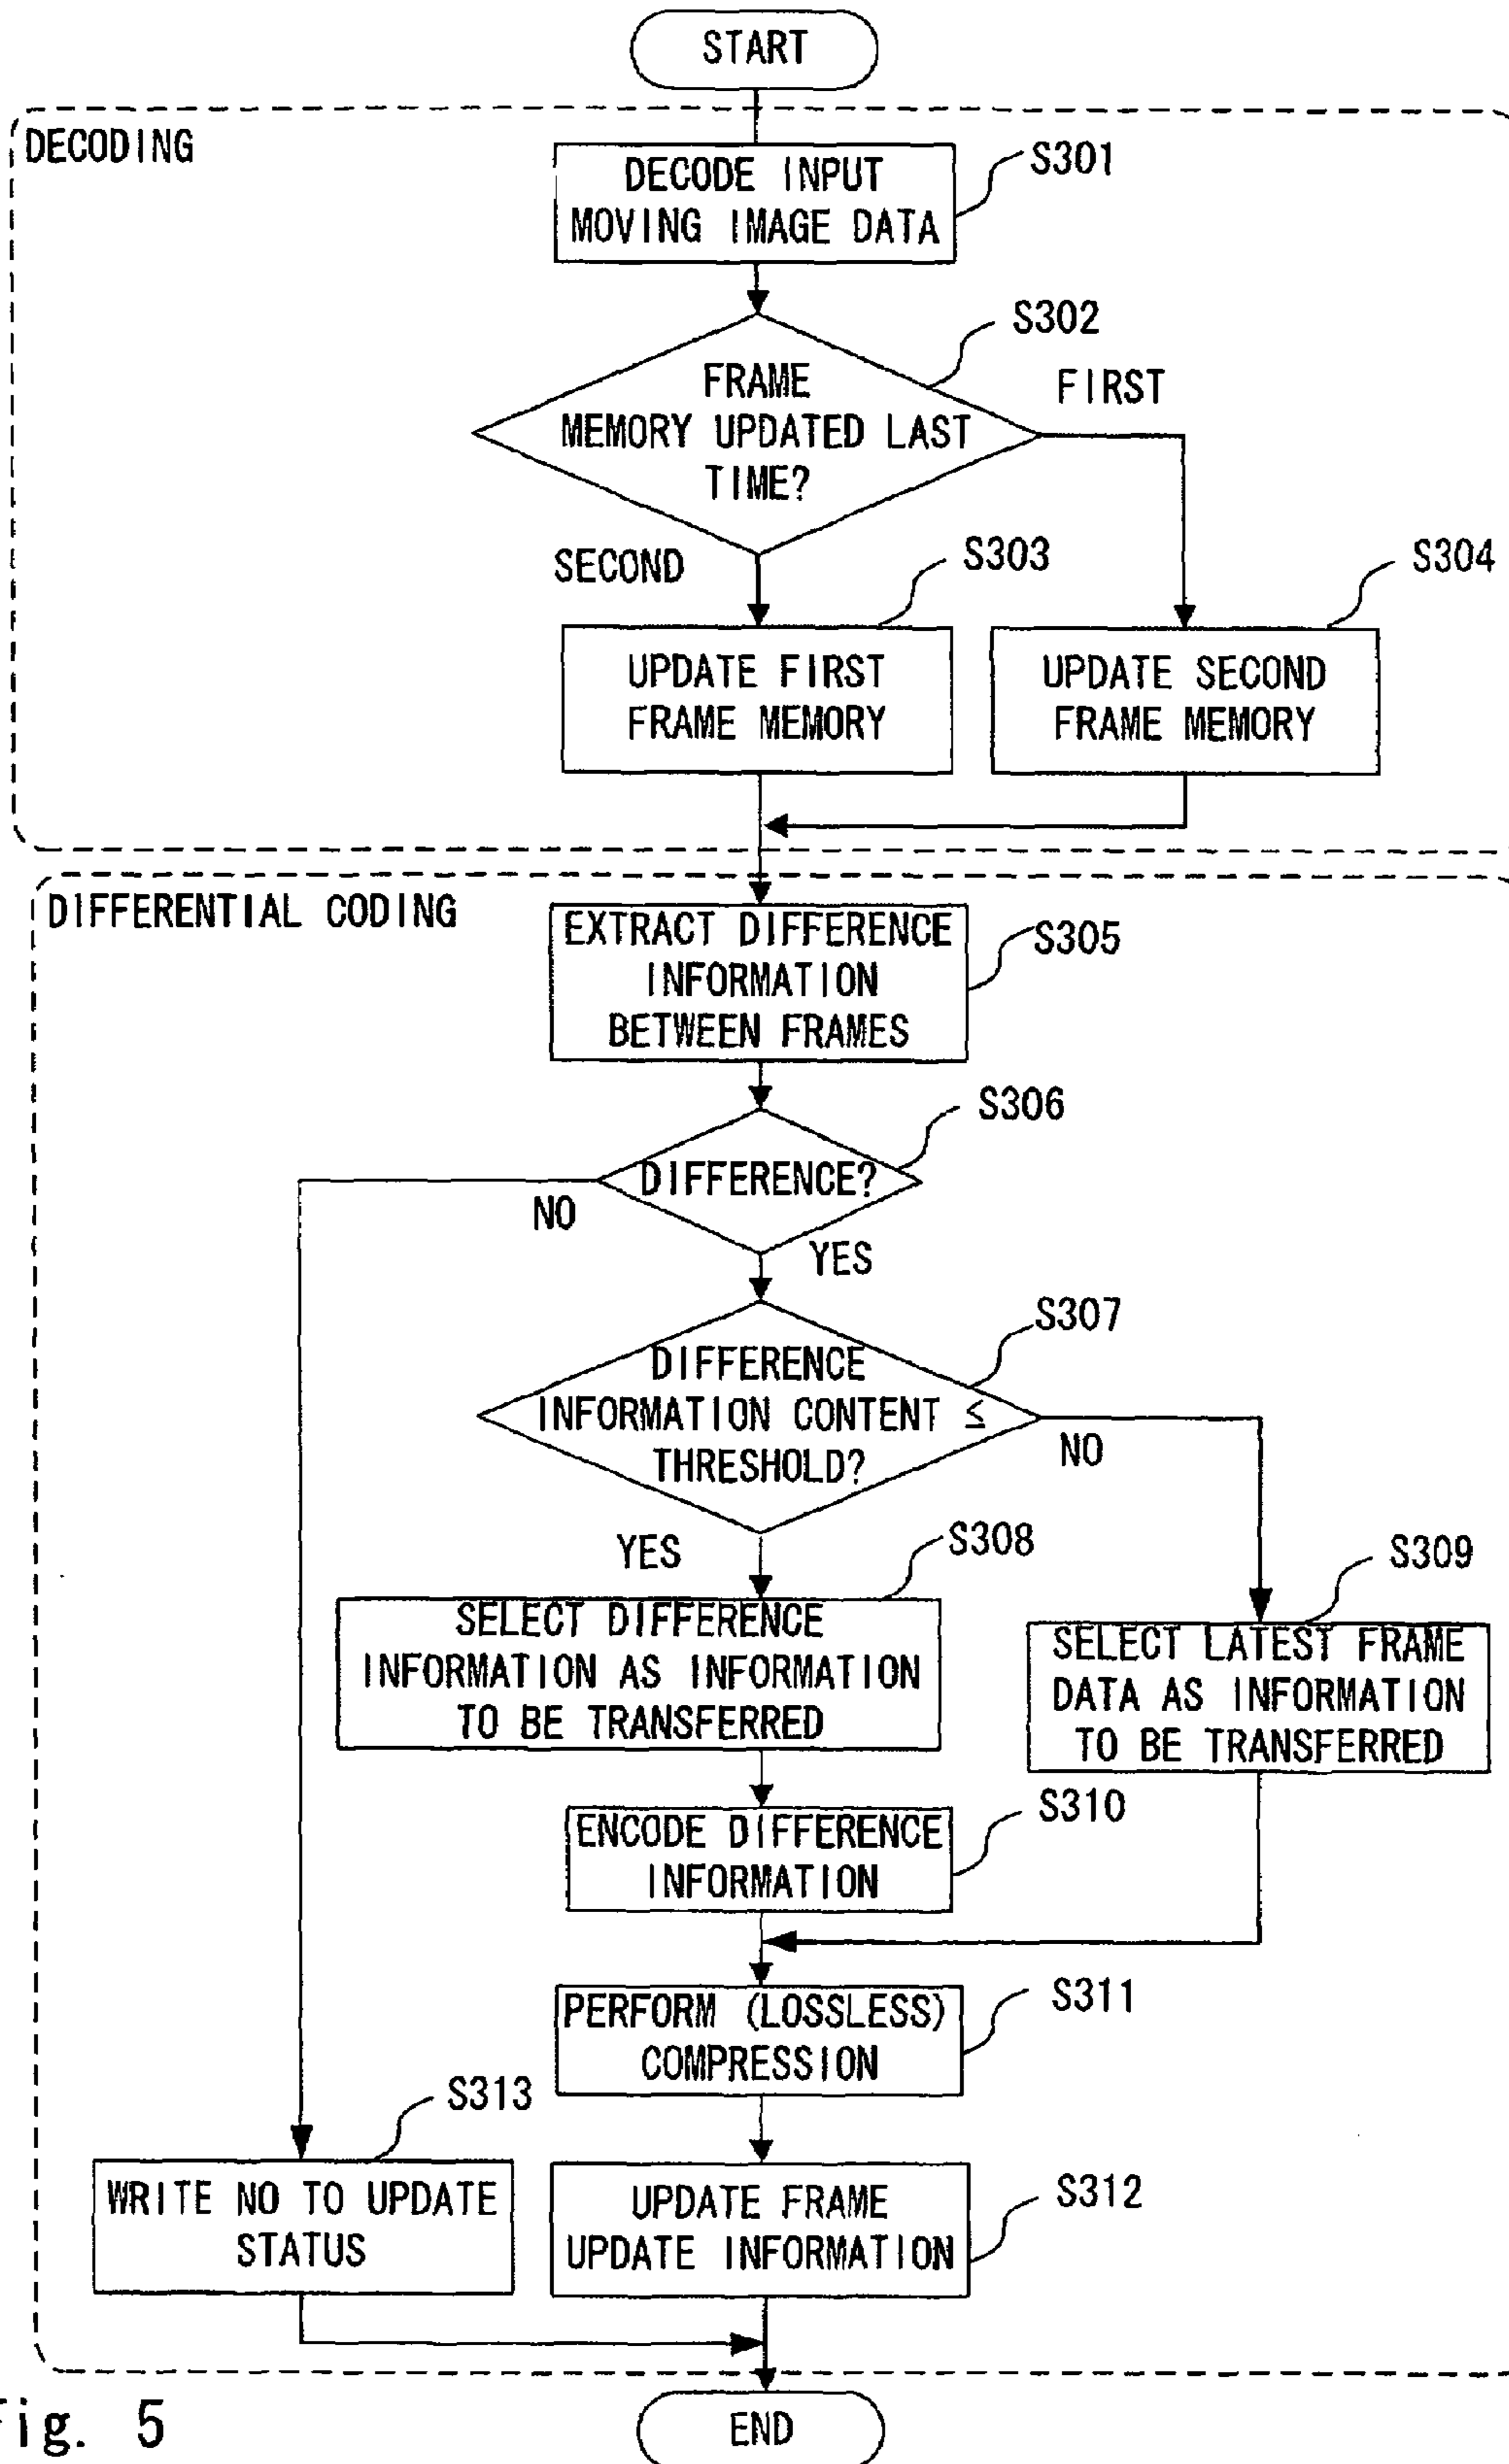 START
DECODING
DECODE INPUT
MOVING IMAGE DATA
S301
S302
FRAME
MEMORY UPDATED LAST
TIME?
FIRST
SECOND
S303
S304
UPDATE FIRST
FRAME MEMORY
UPDATE SECOND
FRAME MEMORY
DIFFERENTIAL CODING
EXTRACT DIFFERENCE
INFORMATION
BETWEEN FRAMES
S305
S306
DIFFERENCE?
NO
YES
S307
DIFFERENCE
INFORMATION CONTENT ≤
THRESHOLD?
NO
YES
S308
S309
SELECT DIFFERENCE
INFORMATION AS INFORMATION
TO BE TRANSFERRED
SELECT LATEST FRAME
DATA AS INFORMATION
TO BE TRANSFERRED
S310
ENCODE DIFFERENCE
INFORMATION
S311
PERFORM (LOSSLESS)
COMPRESSION
S313
WRITE NO TO UPDATE
STATUS
S312
UPDATE FRAME
UPDATE INFORMATION
END
Fig. 5